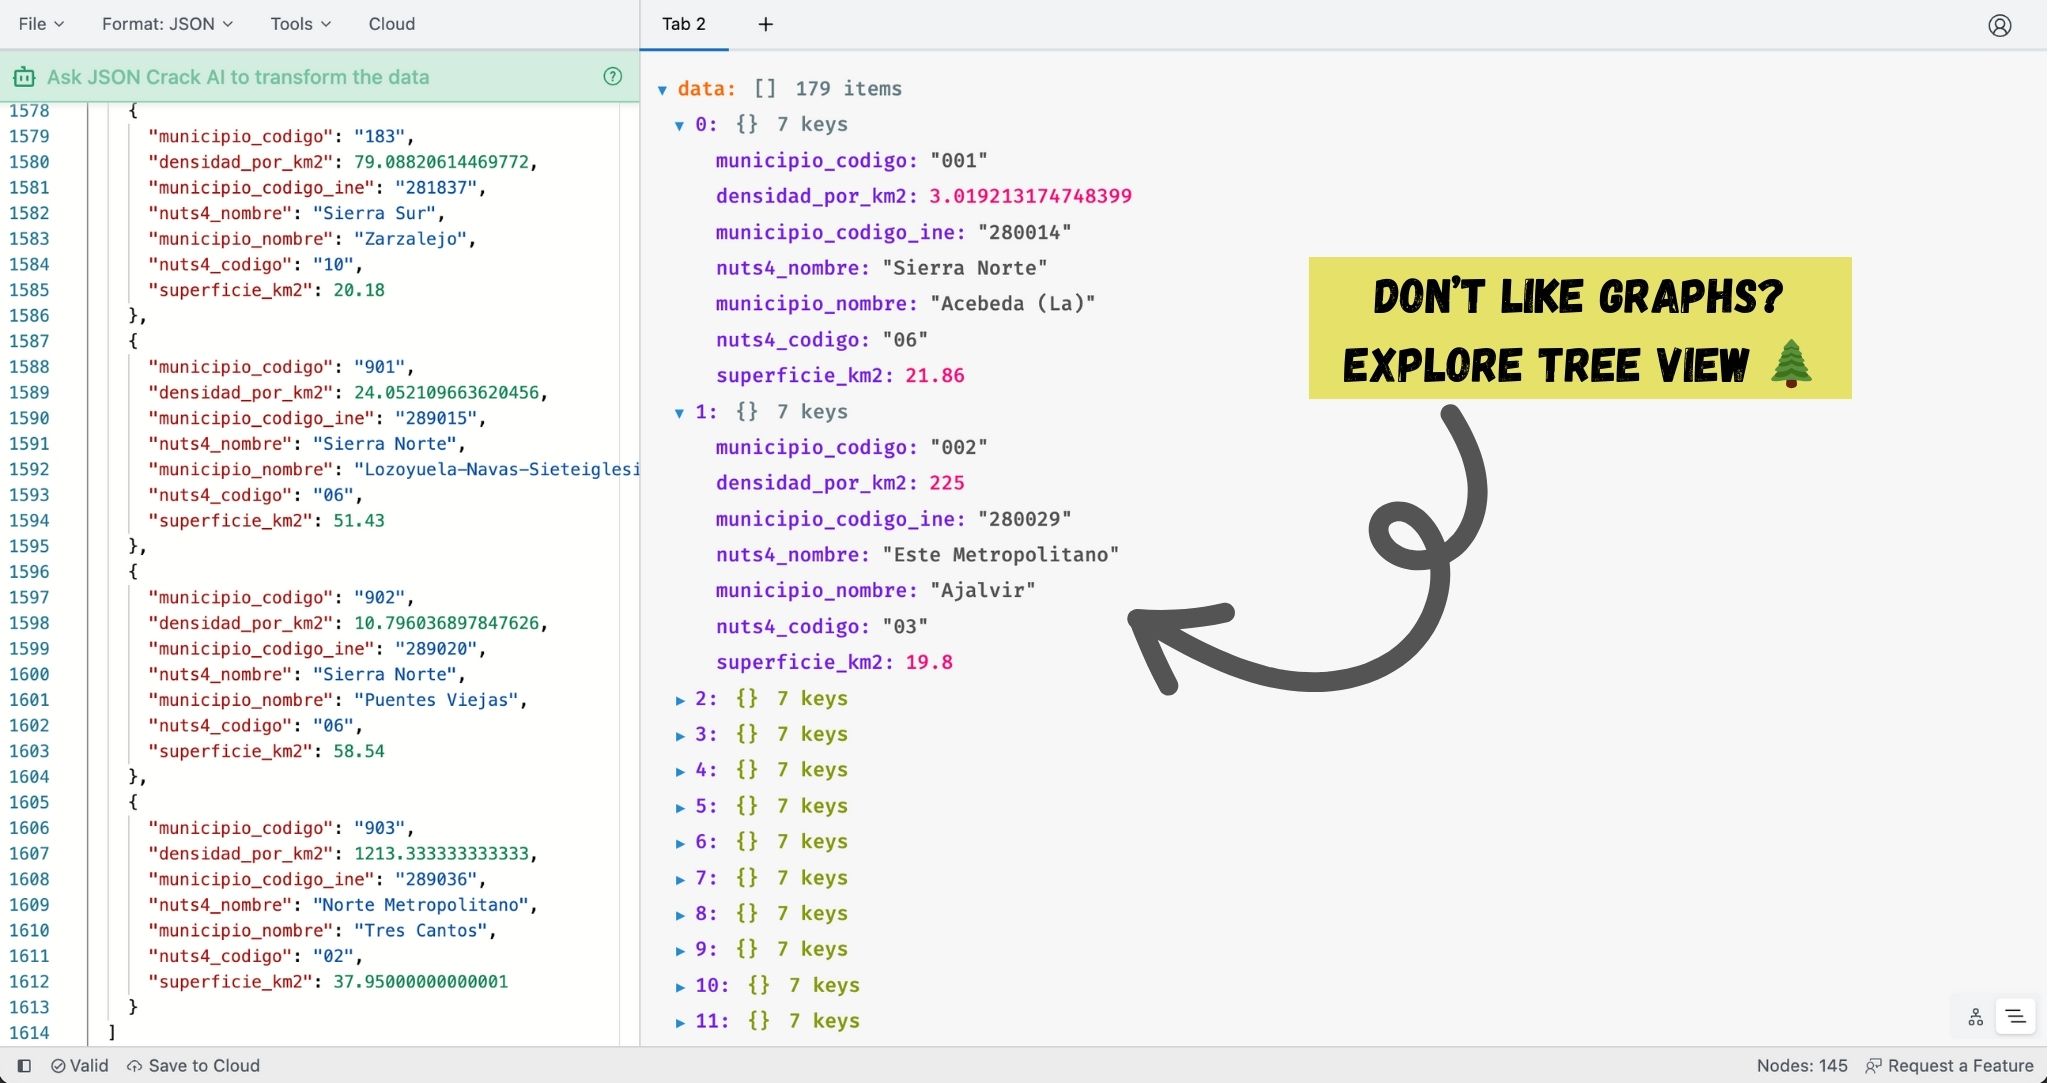 File
Format: JSON
Tools
Cloud
Tab 2
+
Ask JSON Crack AI to transform the data
?
1578 {
1579 "municipio_codigo": "183",
1580 "densidad_por_km2": 79.08820614469772,
1581 "municipio_codigo_ine": "281837",
1582 "nuts4_nombre": "Sierra Sur",
1583 "municipio_nombre": "Zarzalejo",
1584 "nuts4_codigo": "10",
1585 "superficie_km2": 20.18
1586 },
1587 {
1588 "municipio_codigo": "901",
1589 "densidad_por_km2": 24.052109663620456,
1590 "municipio_codigo_ine": "289015",
1591 "nuts4_nombre": "Sierra Norte",
1592 "municipio_nombre": "Lozoyuela-Navas-Sieteiglesi
1593 "nuts4_codigo": "06",
1594 "superficie_km2": 51.43
1595 },
1596 {
1597 "municipio_codigo": "902",
1598 "densidad_por_km2": 10.796036897847626,
1599 "municipio_codigo_ine": "289020",
1600 "nuts4_nombre": "Sierra Norte",
1601 "municipio_nombre": "Puentes Viejas",
1602 "nuts4_codigo": "06",
1603 "superficie_km2": 58.54
1604 },
1605 {
1606 "municipio_codigo": "903",
1607 "densidad_por_km2": 1213.333333333333,
1608 "municipio_codigo_ine": "289036",
1609 "nuts4_nombre": "Norte Metropolitano",
1610 "municipio_nombre": "Tres Cantos",
1611 "nuts4_codigo": "02",
1612 "superficie_km2": 37.95000000000001
1613 }
1614 ]
data: [] 179 items
0: {} 7 keys
municipio_codigo: "001"
densidad_por_km2: 3.019213174748399
municipio_codigo_ine: "280014"
nuts4_nombre: "Sierra Norte"
municipio_nombre: "Acebeda (La)"
nuts4_codigo: "06"
superficie_km2: 21.86
1: {} 7 keys
municipio_codigo: "002"
densidad_por_km2: 225
municipio_codigo_ine: "280029"
nuts4_nombre: "Este Metropolitano"
municipio_nombre: "Ajalvir"
nuts4_codigo: "03"
superficie_km2: 19.8
2: {} 7 keys
3: {} 7 keys
4: {} 7 keys
5: {} 7 keys
6: {} 7 keys
7: {} 7 keys
8: {} 7 keys
9: {} 7 keys
10: {} 7 keys
11: {} 7 keys
DON'T LIKE GRAPHS?
EXPLORE TREE VIEW
Valid
Save to Cloud
Nodes: 145
Request a Feature